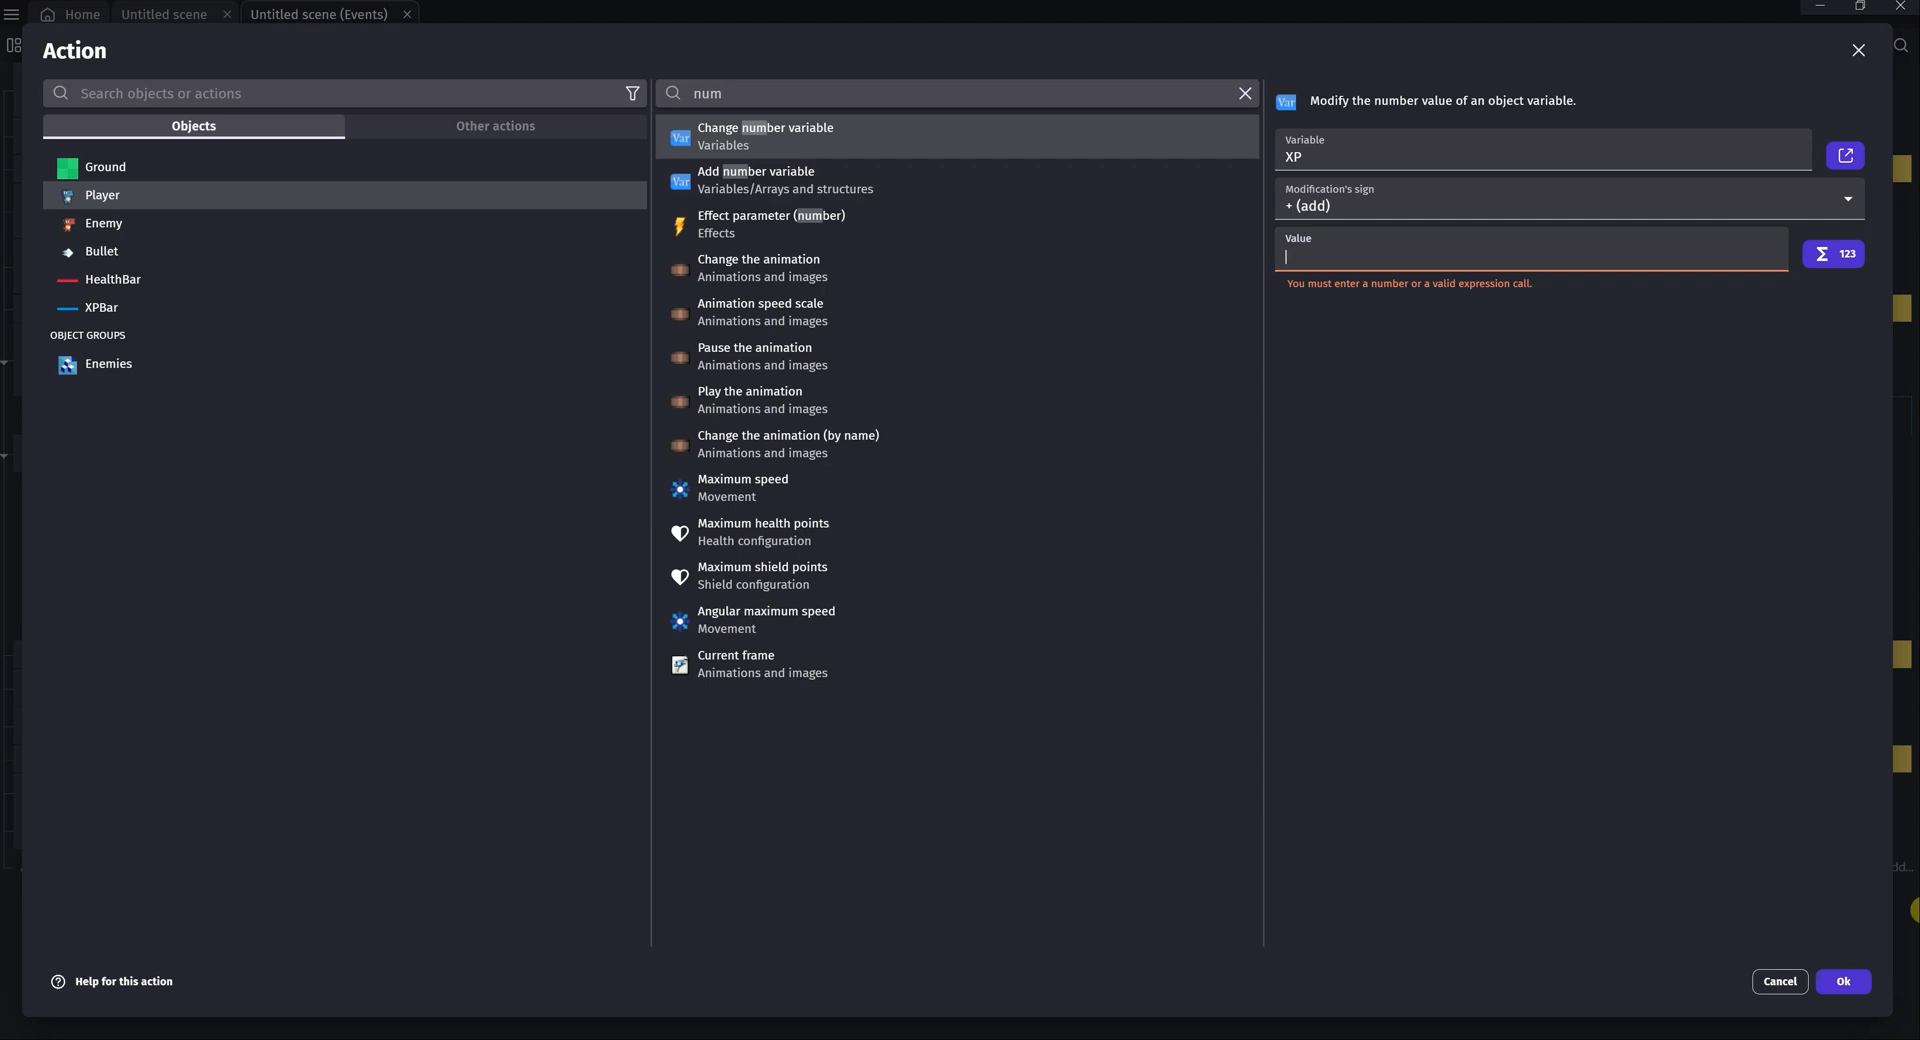 Home
Untitled scene
Untitled scene (Events)
Action
Search objects or actions
Objects
Other actions
Ground
Player
Enemy
Bullet
HealthBar
XPBar
OBJECT GROUPS
Enemies
num
Change number variable
Variables
Add number variable
Variables/Arrays and structures
Effect parameter (number)
Effects
Change the animation
Animations and images
Animation speed scale
Animations and images
Pause the animation
Animations and images
Play the animation
Animations and images
Change the animation (by name)
Animations and images
Maximum speed
Movement
Maximum health points
Health configuration
Maximum shield points
Shield configuration
Angular maximum speed
Movement
Current frame
Animations and images
Var
Var
Var
Modify the number value of an object variable.
Variable
XP
Modification's sign
+ (add)
Value
Σ 123
You must enter a number or a valid expression call.
dd...
Help for this action
Cancel
Ok